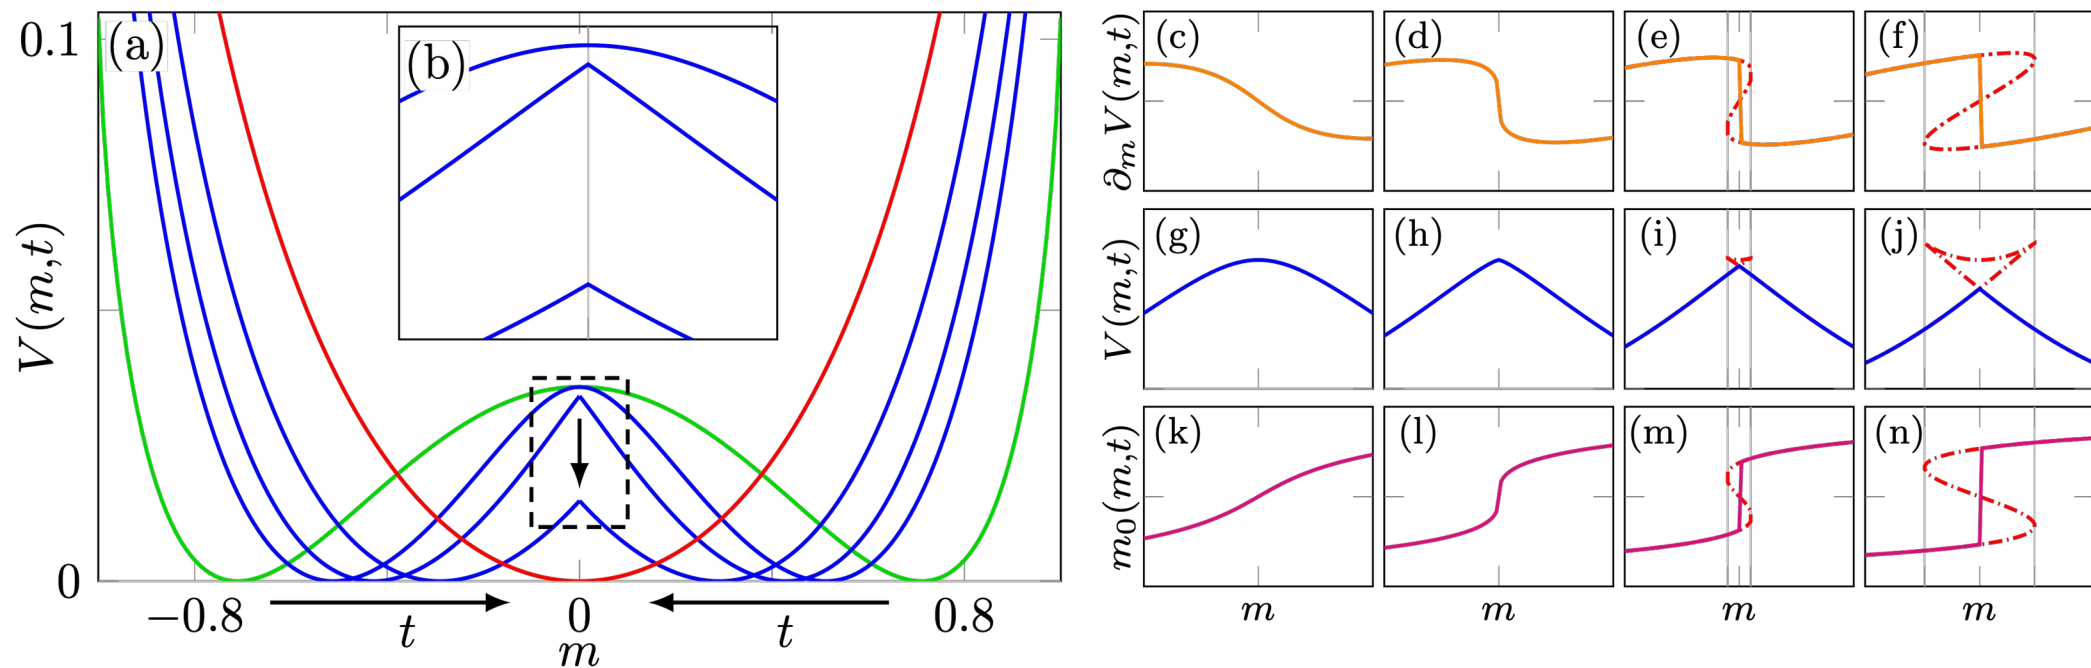 (a)
(b)
0.1
0
V(m,t)
−0.8
0
0.8
t
t
m
(c)
(d)
(e)
(f)
∂ₘV(m,t)
(g)
(h)
(i)
(j)
V(m,t)
(k)
(l)
(m)
(n)
m₀(m,t)
m
m
m
m